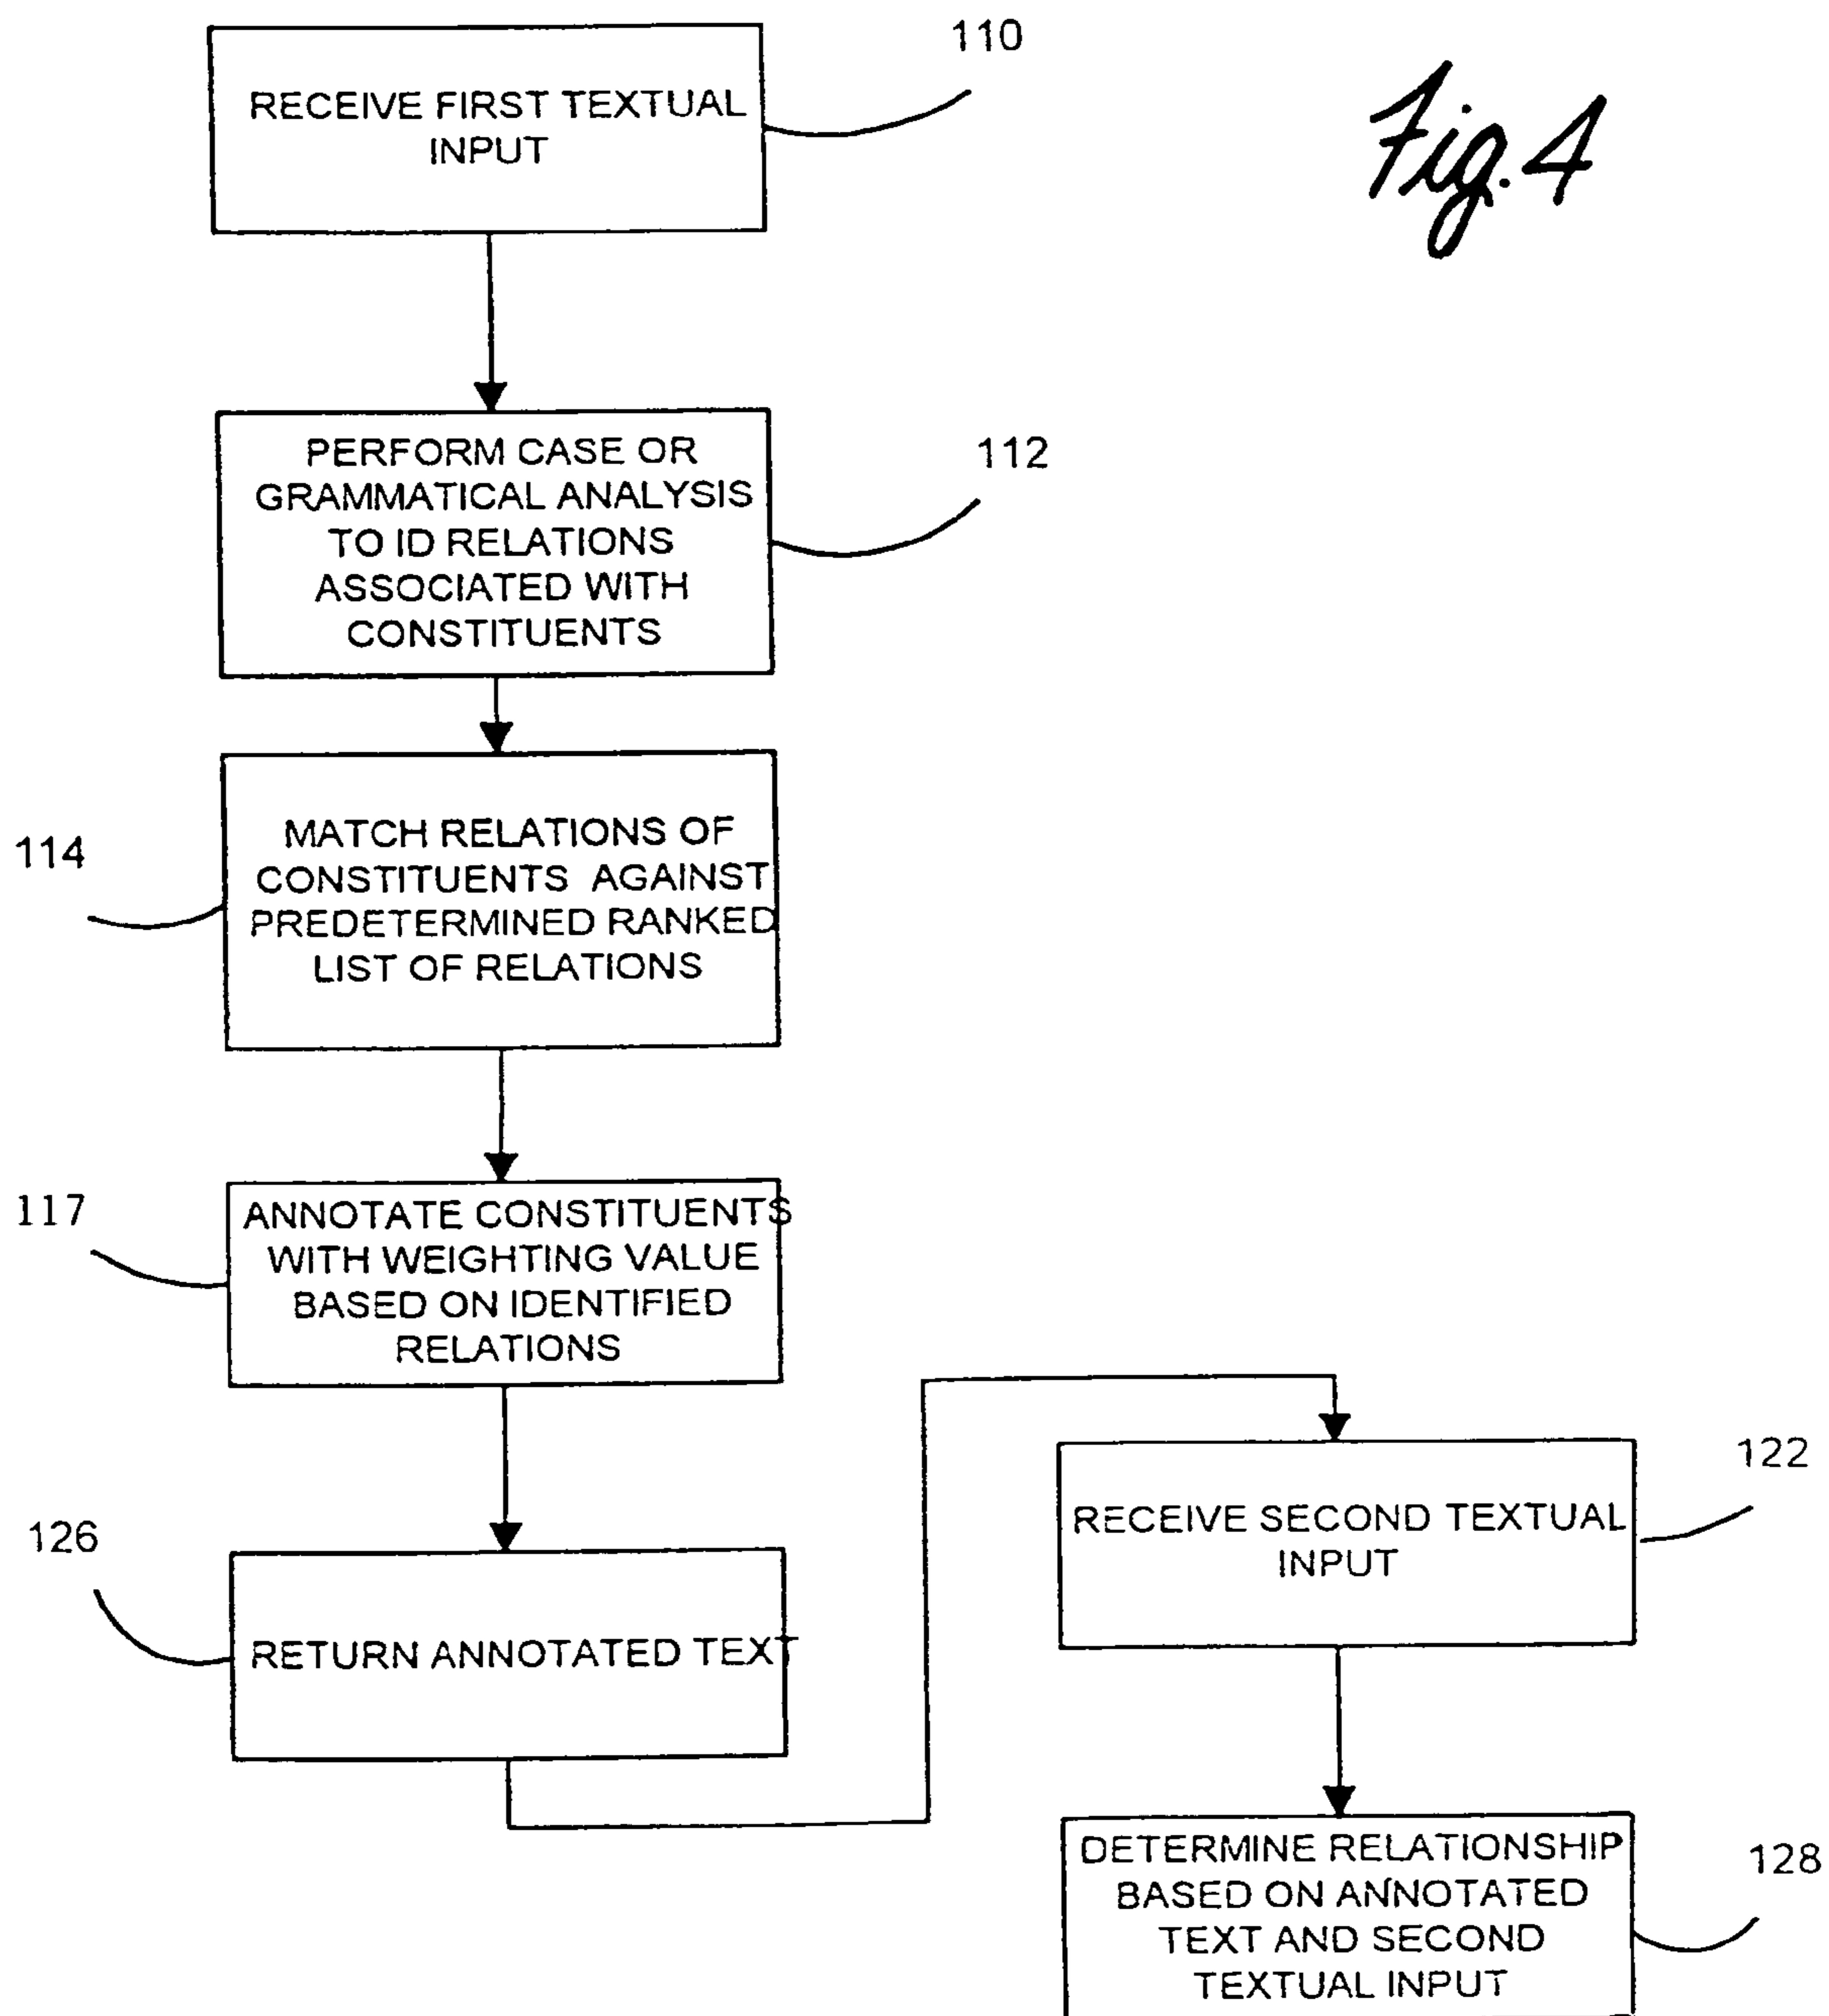 110
RECEIVE FIRST TEXTUAL
INPUT
Fig. 4
PERFORM CASE OR
GRAMMATICAL ANALYSIS
TO ID RELATIONS
ASSOCIATED WITH
CONSTITUENTS
112
114
MATCH RELATIONS OF
CONSTITUENTS AGAINST
PREDETERMINED RANKED
LIST OF RELATIONS
117
ANNOTATE CONSTITUENTS
WITH WEIGHTING VALUE
BASED ON IDENTIFIED
RELATIONS
126
RETURN ANNOTATED TEXT
122
RECEIVE SECOND TEXTUAL
INPUT
DETERMINE RELATIONSHIP
BASED ON ANNOTATED
TEXT AND SECOND
TEXTUAL INPUT
128